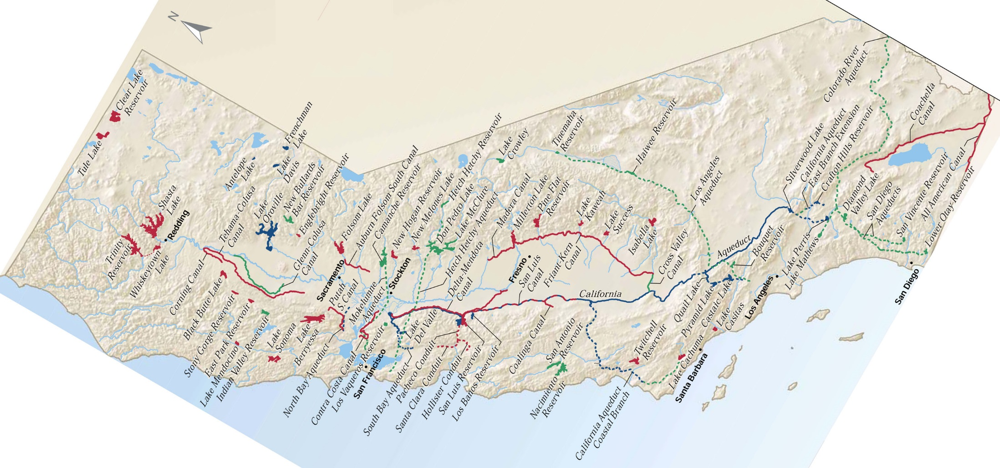 N
Clear Lake
Reservoir
Tule Lake
Shasta
Lake
Redding
Trinity
Reservoir
Whiskeytown
Lake
Antelope
Lake
Frenchman
Lake
Lake
Davis
Tehama-Colusa
Canal
Lake
Oroville
New Bullards
Bar Reservoir
Englebright Reservoir
Glenn-Colusa
Canal
Corning Canal
Black Butte Lake
Stony Gorge Reservoir
East Park Reservoir
Lake Mendocino
Indian Valley Reservoir
Lake
Sonoma
Lake
Berryessa
North Bay Aqueduct
Putah
S. Canal
Sacramento
Folsom Lake
Auburn Folsom South Canal
Camanche Reservoir
New Hogan Reservoir
New Melones Lake
Hetch Hetchy Reservoir
Don Pedro Lake
Lake McClure
Hetch Hetchy Aqueduct
Stockton
Mokelumne
Aqueduct
Contra Costa Canal
Los Vaqueros Reservoir
San Francisco
South Bay Aqueduct
Lake
Del Valle
Pacheco Conduit
Santa Clara Conduit
Hollister Conduit
San Luis Reservoir
Los Banos Reservoir
Delta-Mendota
Canal
Madera Canal
Millerton Lake
Pine Flat
Reservoir
Lake
Crowley
Tinemaha
Reservoir
Haiwee Reservoir
Fresno
San Luis
Canal
Friant-Kern
Canal
Lake
Kaweah
Lake
Success
Isabella
Lake
Cross Valley
Canal
Los Angeles
Aqueduct
Coalinga Canal
San Antonio
Reservoir
Nacimiento
Reservoir
California
Aqueduct
California Aqueduct
Coastal Branch
Twitchell
Reservoir
Lake Cachuma
Santa Barbara
Lake
Casitas
Quail Lake
Pyramid Lake
Castaic Lake
Bouquet
Reservoir
Los Angeles
Lake Perris
Lake Mathews
Silverwood Lake
California Aqueduct
East Branch Extension
Crafton Hills Reservoir
Colorado River
Aqueduct
Coachella
Canal
Diamond
Valley Lake
San Diego
Aqueducts
San Vincente Reservoir
All American Canal
Lower Otay Reservoir
San Diego